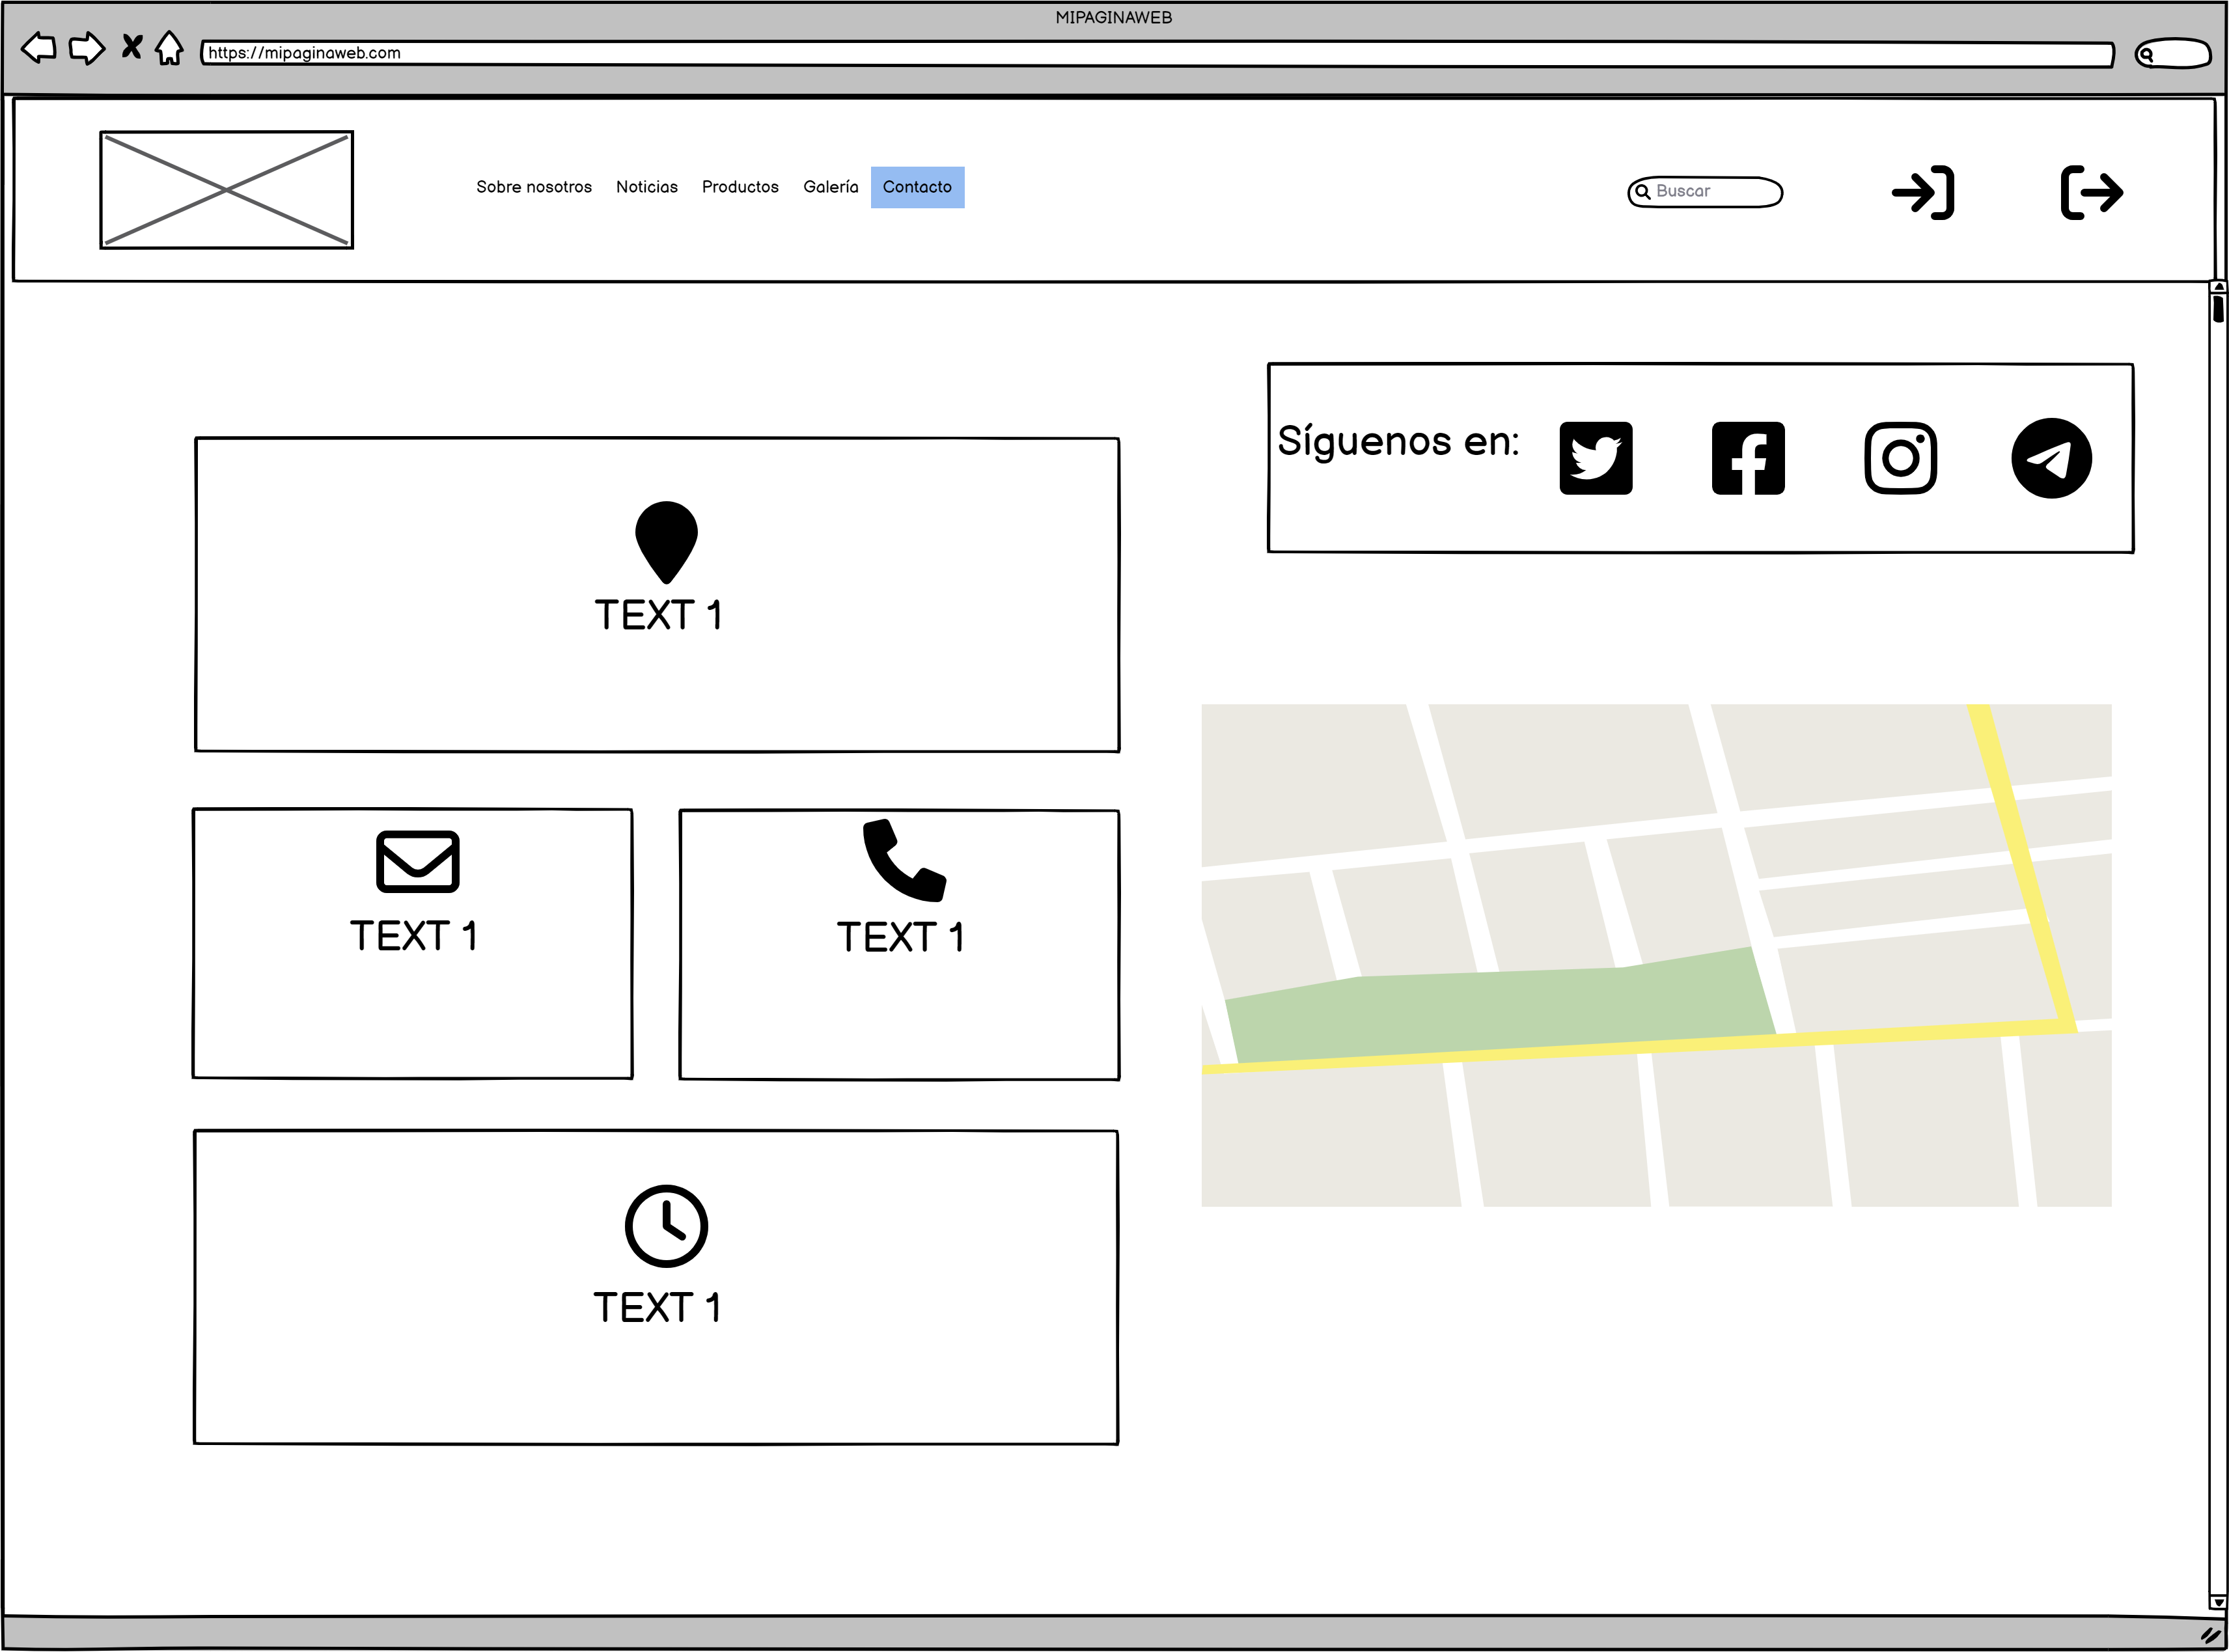 MIPAGINAWEB
https://mipaginaweb.com
Sobre nosotros Noticias Productos Galería Contacto
Buscar
Síguenos en:
TEXT 1
TEXT 1
TEXT 1
TEXT 1